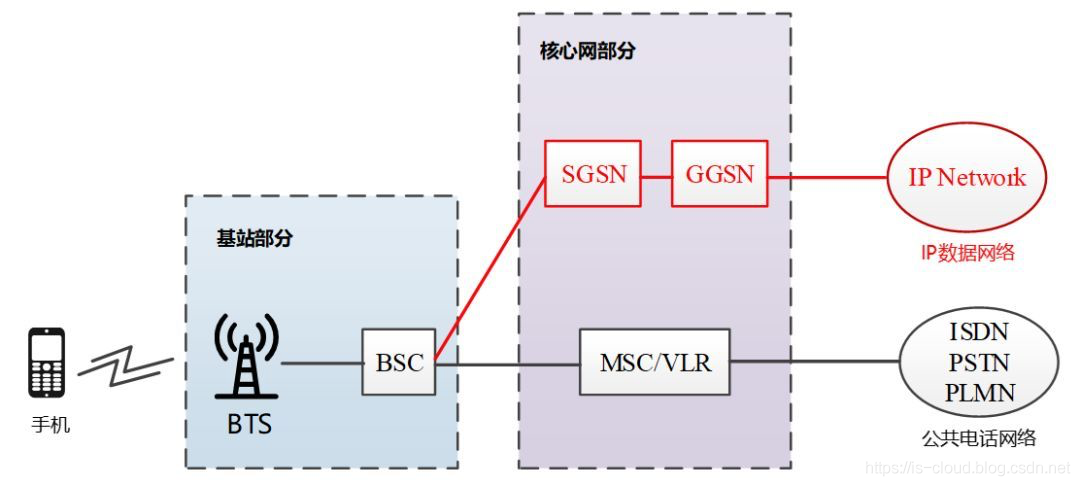 核心网部分
SGSN
GGSN
IP Network
IP数据网络
基站部分
BTS
BSC
MSC/VLR
ISDN
PSTN
PLMN
公共电话网络
手机
https://is-cloud.blog.csdn.net